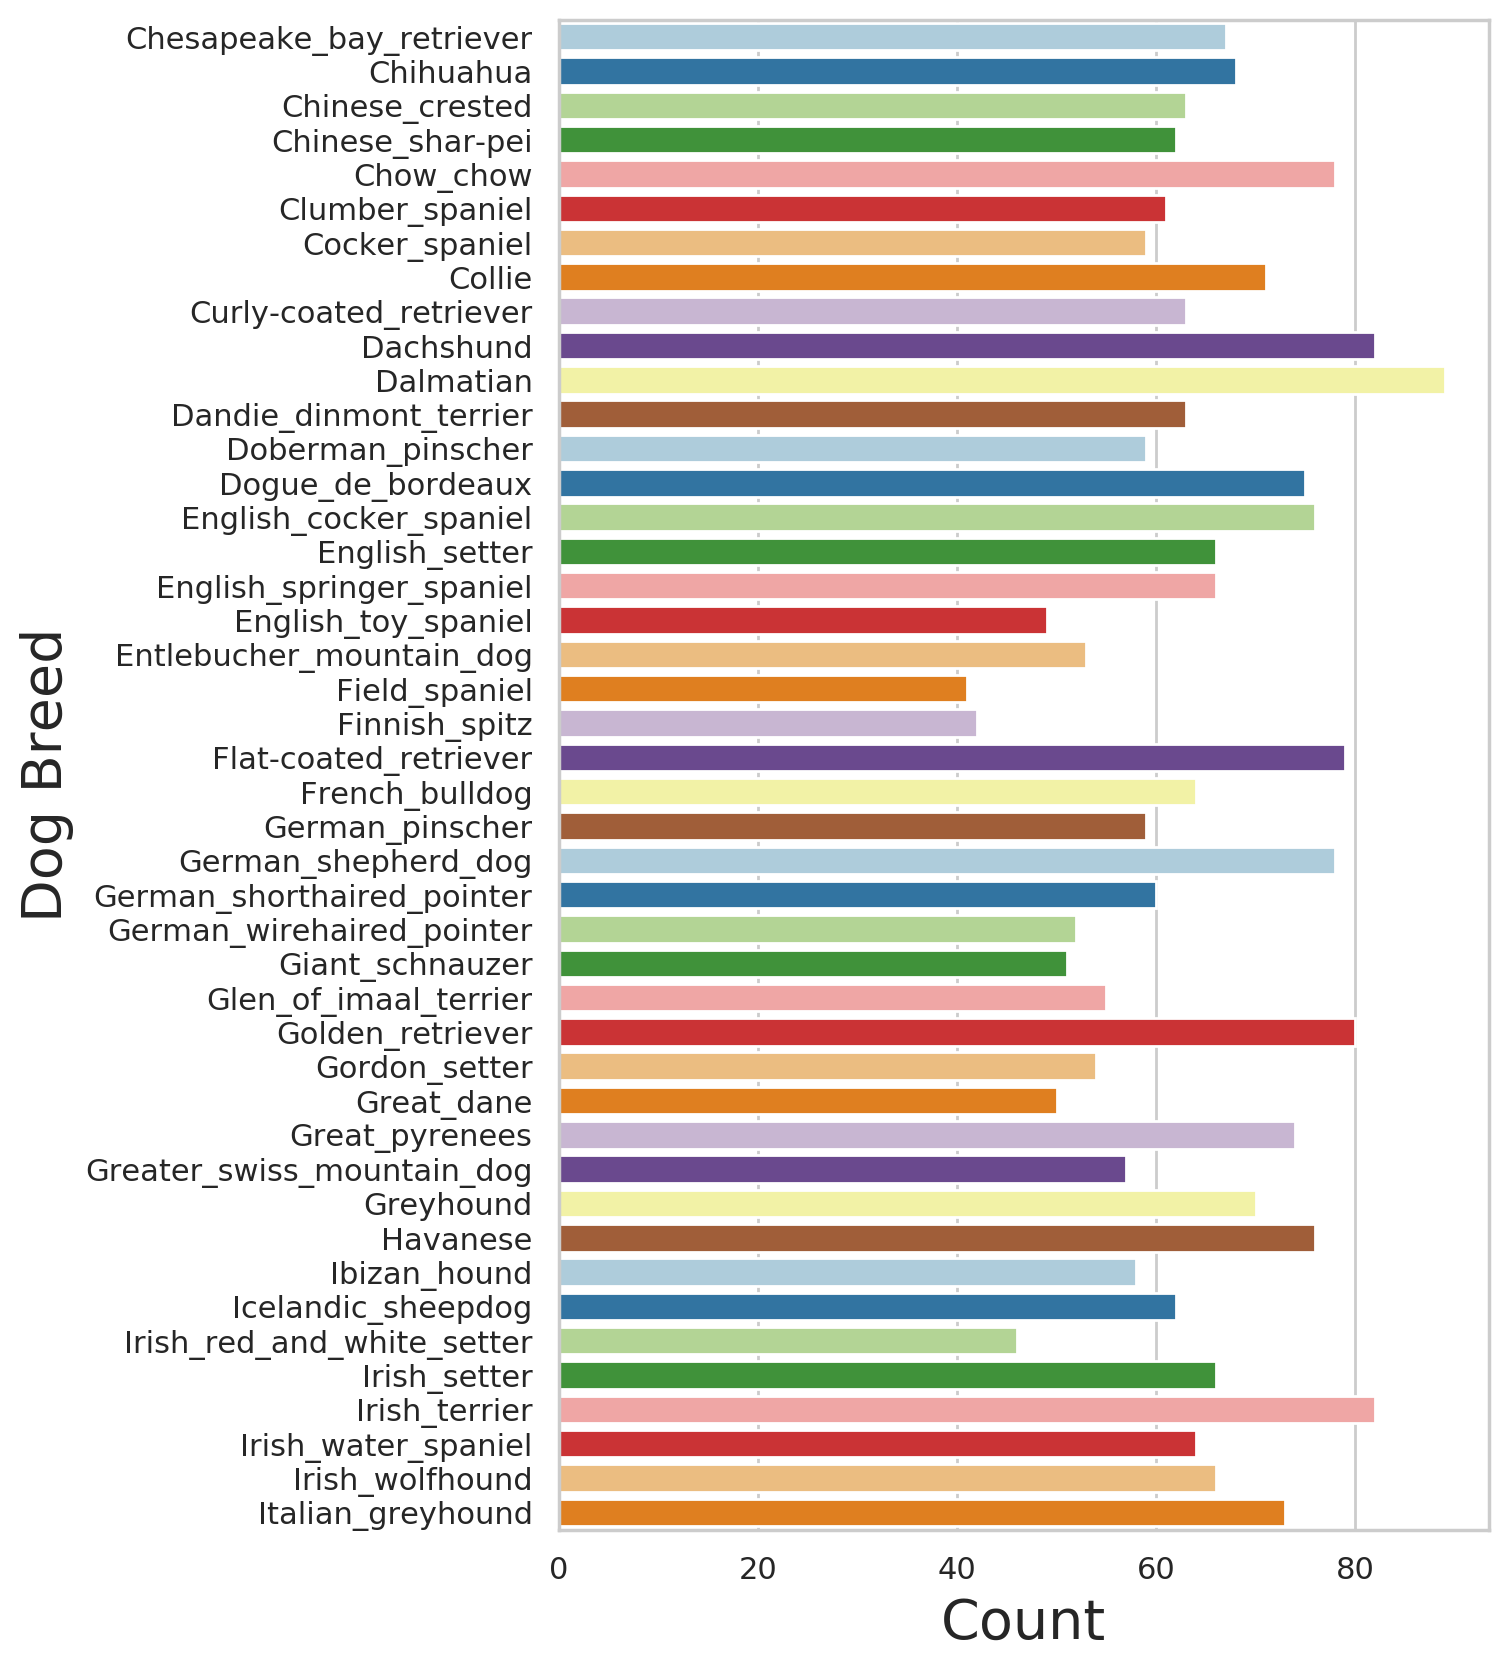 Chesapeake_bay_retriever
Chihuahua
Chinese_crested
Chinese_shar-pei
Chow_chow
Clumber_spaniel
Cocker_spaniel
Collie
Curly-coated_retriever
Dachshund
Dalmatian
Dandie_dinmont_terrier
Doberman_pinscher
Dogue_de_bordeaux
English_cocker_spaniel
English_setter
English_springer_spaniel
English_toy_spaniel
Entlebucher_mountain_dog
Field_spaniel
Finnish_spitz
Flat-coated_retriever
French_bulldog
German_pinscher
German_shepherd_dog
German_shorthaired_pointer
German_wirehaired_pointer
Giant_schnauzer
Glen_of_imaal_terrier
Golden_retriever
Gordon_setter
Great_dane
Great_pyrenees
Greater_swiss_mountain_dog
Greyhound
Havanese
Ibizan_hound
Icelandic_sheepdog
Irish_red_and_white_setter
Irish_setter
Irish_terrier
Irish_water_spaniel
Irish_wolfhound
Italian_greyhound
Dog Breed
0 20 40 60 80
Count